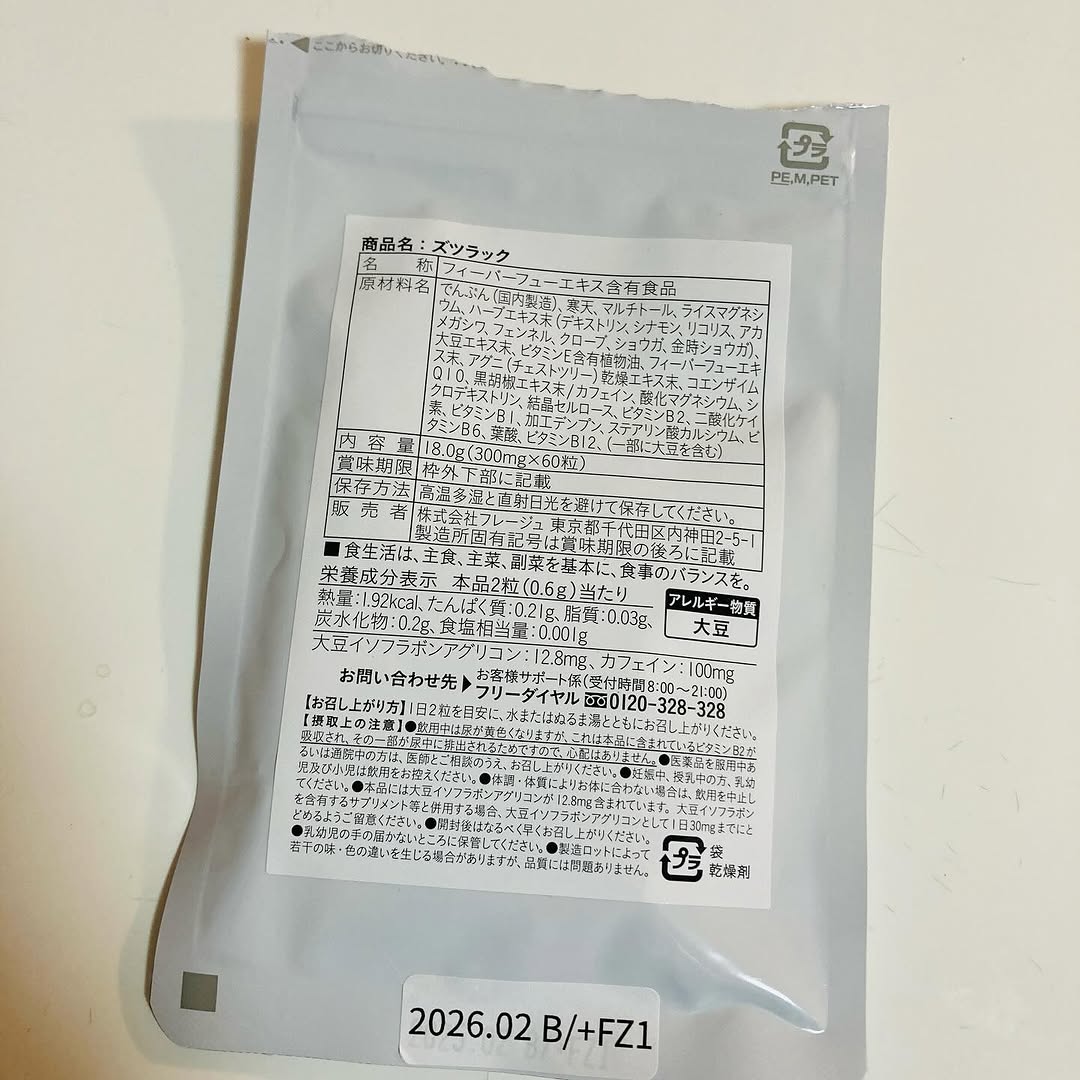 ここからお切りください。
プラ
PE,M,PET
商品名：ズツラック
名称 フィーバーフューエキス含有食品
原材料名 でんぷん(国内製造)、寒天、マルチトール、ライスマグネシ
ウム、ハーブエキス末(デキストリン、シナモン、リコリス、アカ
メガシワ、フェンネル、クローブ、ショウガ、金時ショウガ)、
大豆エキス末、ビタミンE含有植物油、フィーバーフューエキ
ス末、アグニ(チェストツリー)乾燥エキス末、コエンザイム
Q10、黒胡椒エキス末/カフェイン、酸化マグネシウム、シ
クロデキストリン、結晶セルロース、ビタミンB2、二酸化ケイ
素、ビタミンB1、加工デンプン、ステアリン酸カルシウム、ビ
タミンB6、葉酸、ビタミンB12、(一部に大豆を含む)
内容量 18.0g(300mg×60粒)
賞味期限 枠外下部に記載
保存方法 高温多湿と直射日光を避けて保存してください。
販売者 株式会社フレージュ 東京都千代田区内神田2-5-1
製造所固有記号は賞味期限の後ろに記載
■食生活は、主食、主菜、副菜を基本に、食事のバランスを。
栄養成分表示 本品2粒(0.6g)当たり
熱量:1.92kcal、たんぱく質:0.21g、脂質:0.03g、
炭水化物:0.2g、食塩相当量:0.001g
大豆イソフラボンアグリコン:12.8mg、カフェイン:100mg
アレルギー物質
大豆
お問い合わせ先▶お客様サポート係(受付時間8:00～21:00)
フリーダイヤル 0120-328-328
【お召し上がり方】1日2粒を目安に、水またはぬるま湯とともにお召し上がりください。
【摂取上の注意】●飲用中は尿が黄色くなりますが、これは本品に含まれているビタミンB2が
吸収され、その一部が尿中に排出されるためですので、心配はありません。●医薬品を服用中あ
るいは通院中の方は、医師とご相談のうえ、お召し上がりください。●妊娠中、授乳中の方、乳幼
児及び小児は飲用をお控えください。●体調・体質によりお体に合わない場合は、飲用を中止し
てください。●本品には大豆イソフラボンアグリコンが12.8mg含まれています。大豆イソフラボン
を含有するサプリメント等と併用する場合、大豆イソフラボンアグリコンとして1日30mgまでにと
どめるようご留意ください。●開封後はなるべく早くお召し上がりください。
●乳幼児の手の届かないところに保管してください。●製造ロットによって
若干の味・色の違いを生じる場合がありますが、品質には問題ありません。
プラ
袋
乾燥剤
2026.02 B/+FZ1